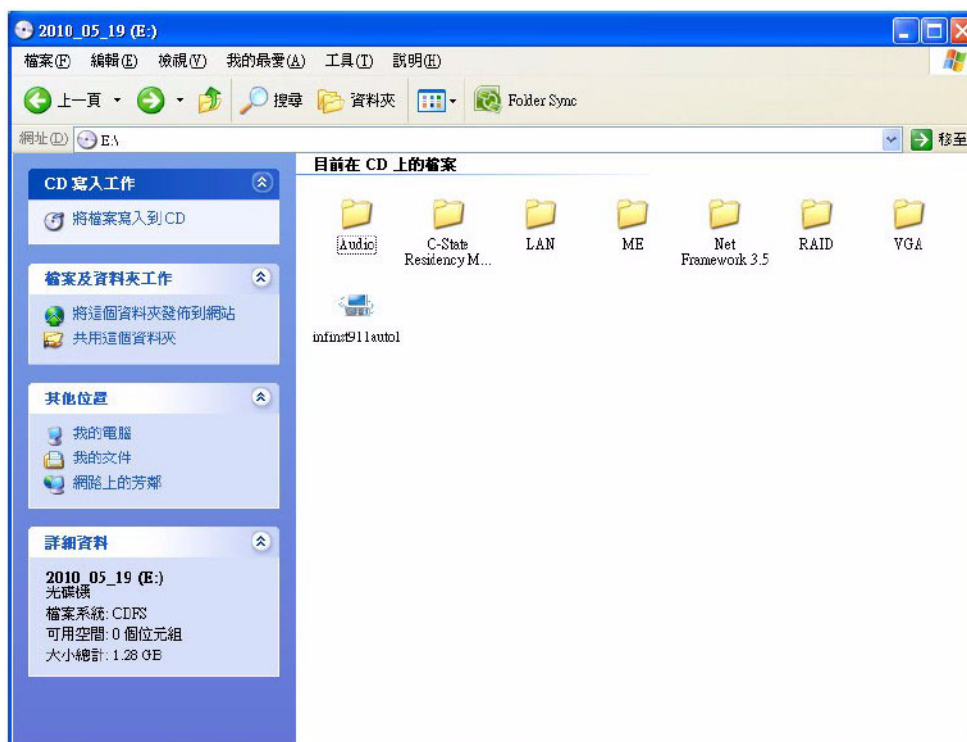 2010_05_19 (E:)
檔案(F) 編輯(E) 檢視(V) 我的最愛(A) 工具(T) 說明(H)
上一頁 搜尋 資料夾 Folder Sync
網址(D) E:\ 移至
CD 寫入工作
將檔案寫入到 CD
檔案及資料夾工作
將這個資料夾發佈到網站
共用這個資料夾
其他位置
我的電腦
我的文件
網路上的芳鄰
詳細資料
2010_05_19 (E:)
光碟機
檔案系統: CDFS
可用空間: 0 個位元組
大小總計: 1.28 GB
目前在 CD 上的檔案
Audio
C-State
Residency M...
LAN
ME
Net
Framework 3.5
RAID
VGA
infinst911auto1